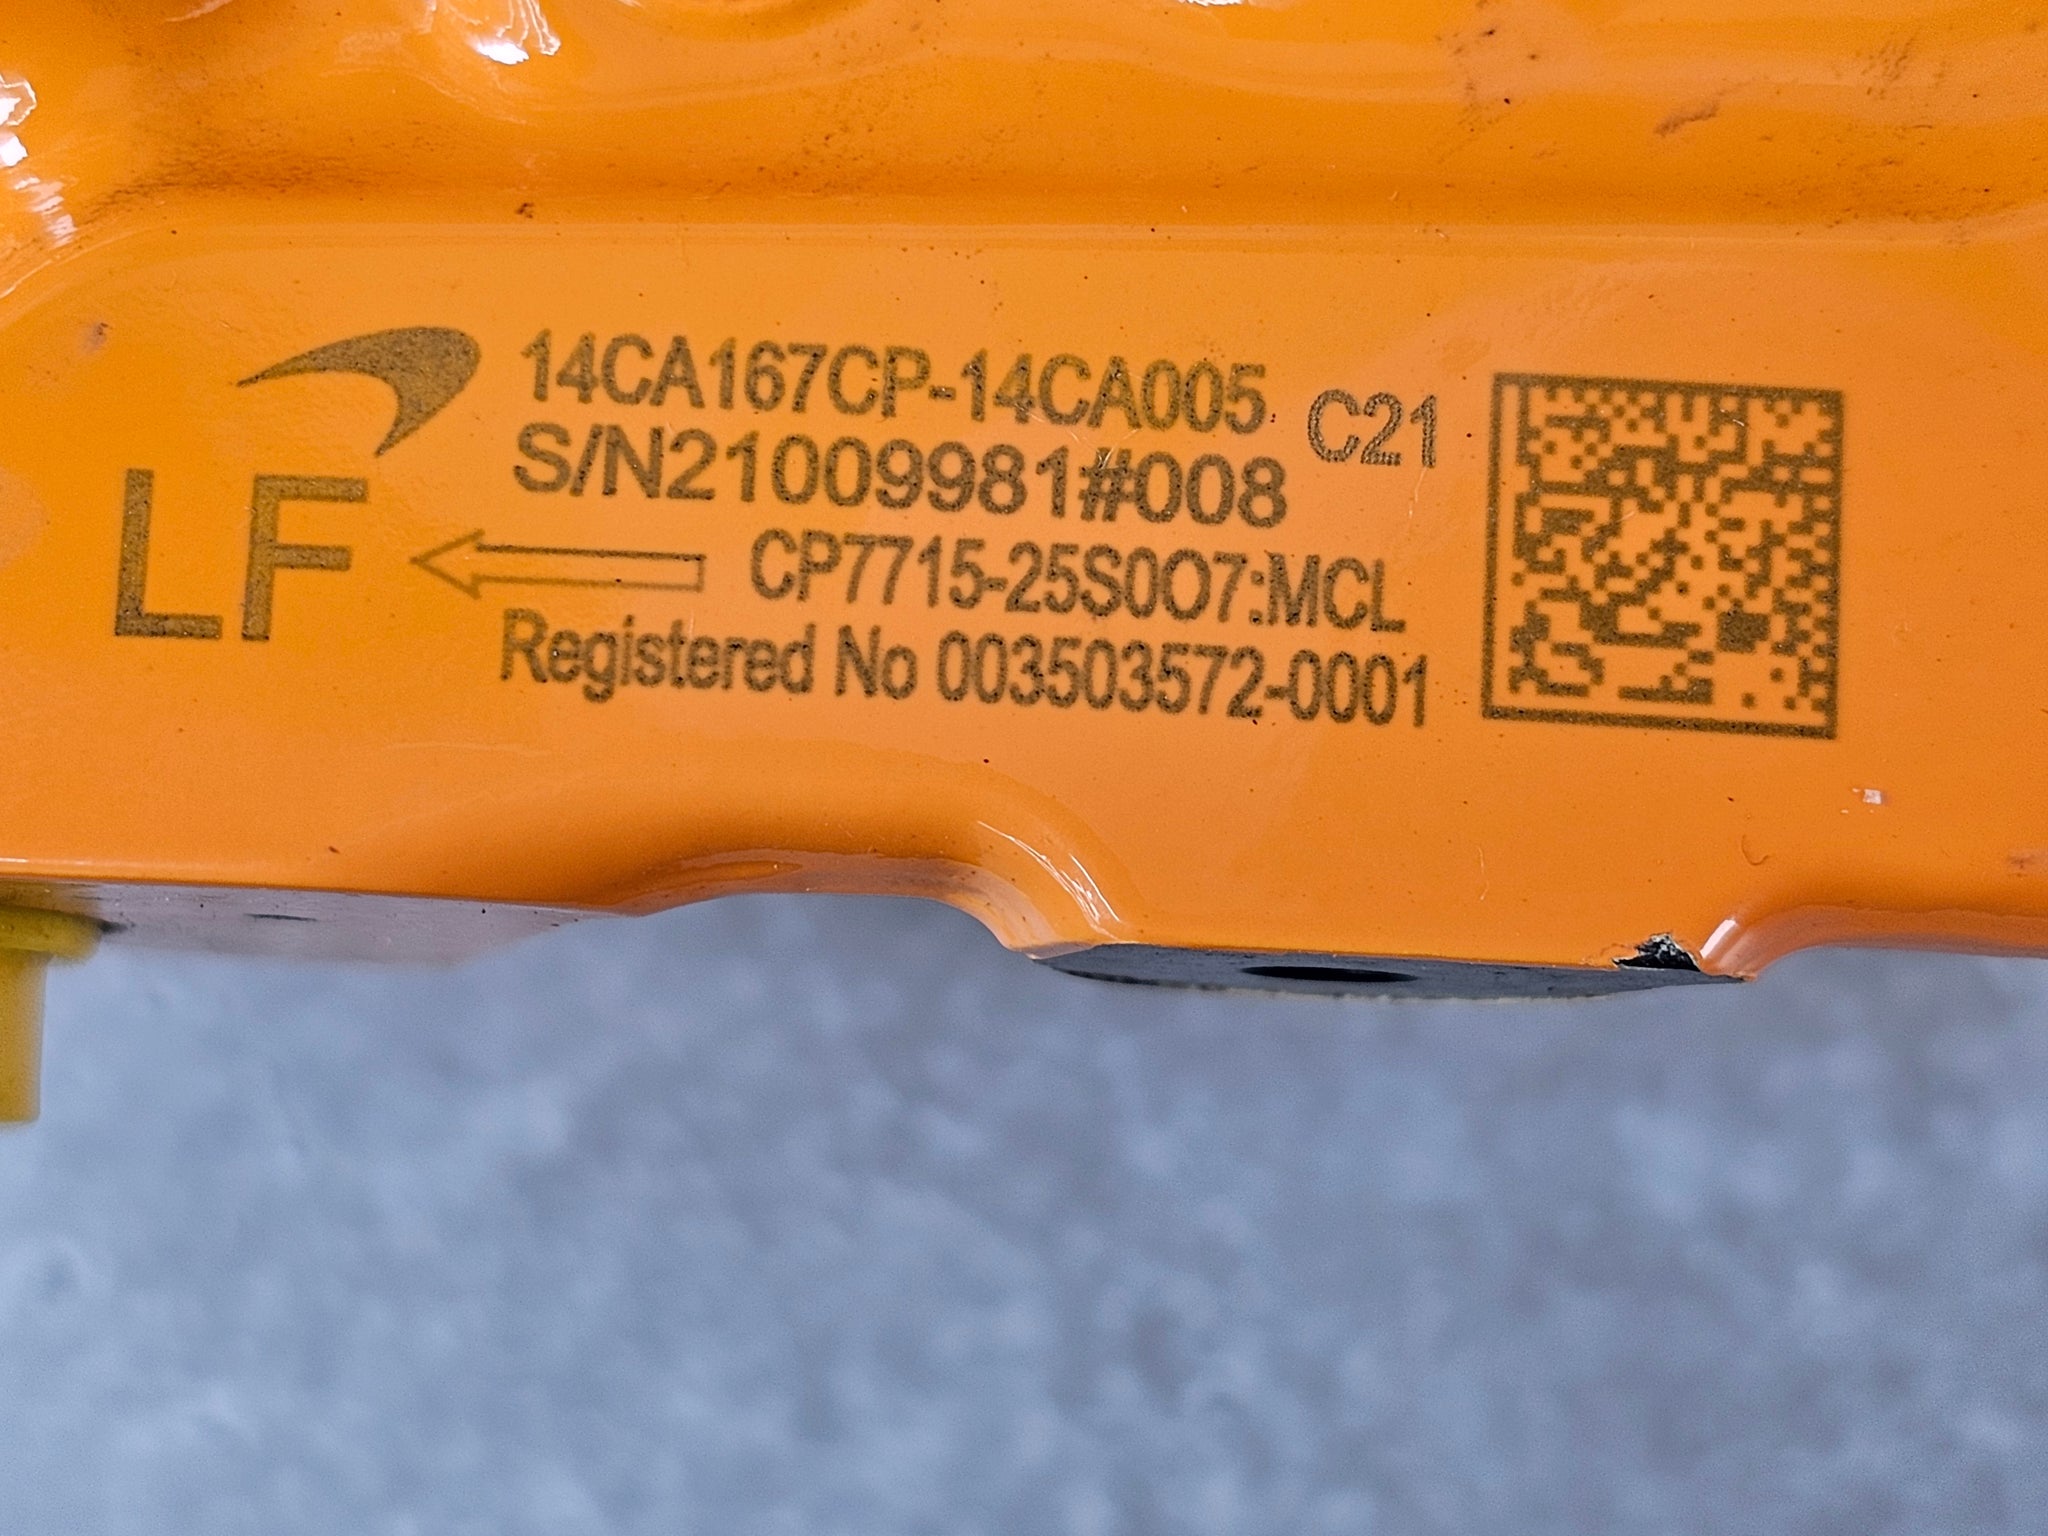 14CA167CP-14CA005 C21
S/N21009981#008
LF
CP7715-25S0O7:MCL
Registered No 003503572-0001